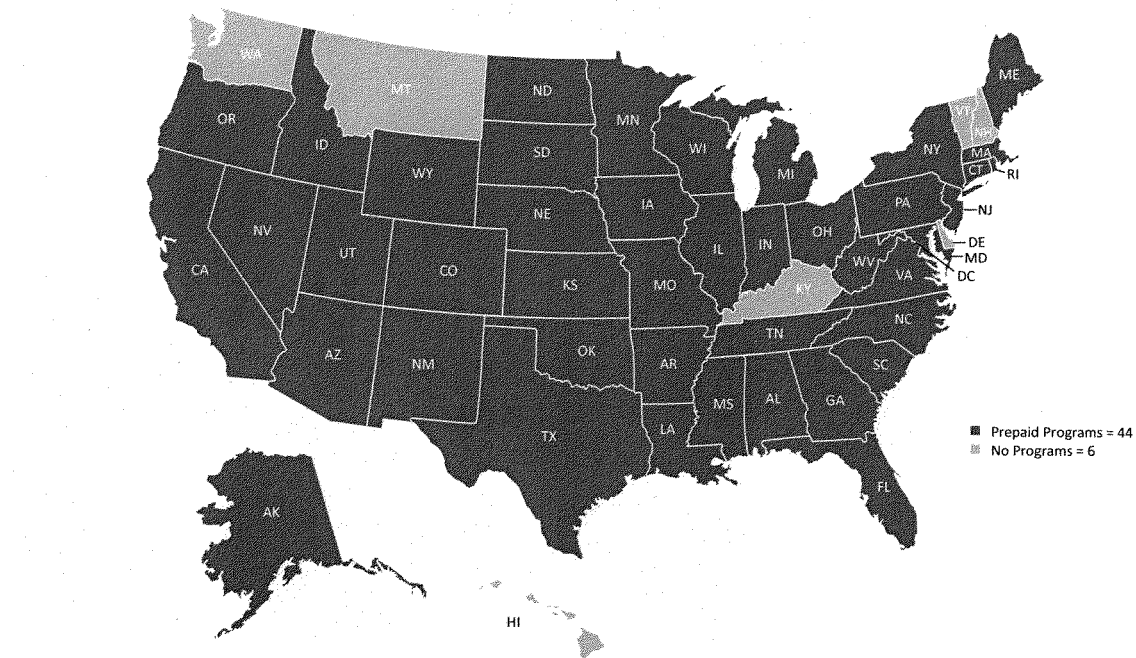 WA
MT
ND
MN
ME
VT
NH
OR
ID
SD
WI
MI
NY
MA
CT
RI
WY
NE
IA
PA
NJ
NV
UT
CO
IL
IN
OH
DE
MD
DC
CA
KS
MO
WV
VA
KY
NC
TN
AZ
NM
OK
AR
SC
MS
AL
GA
TX
LA
Prepaid Programs = 44
No Programs = 6
FL
AK
HI